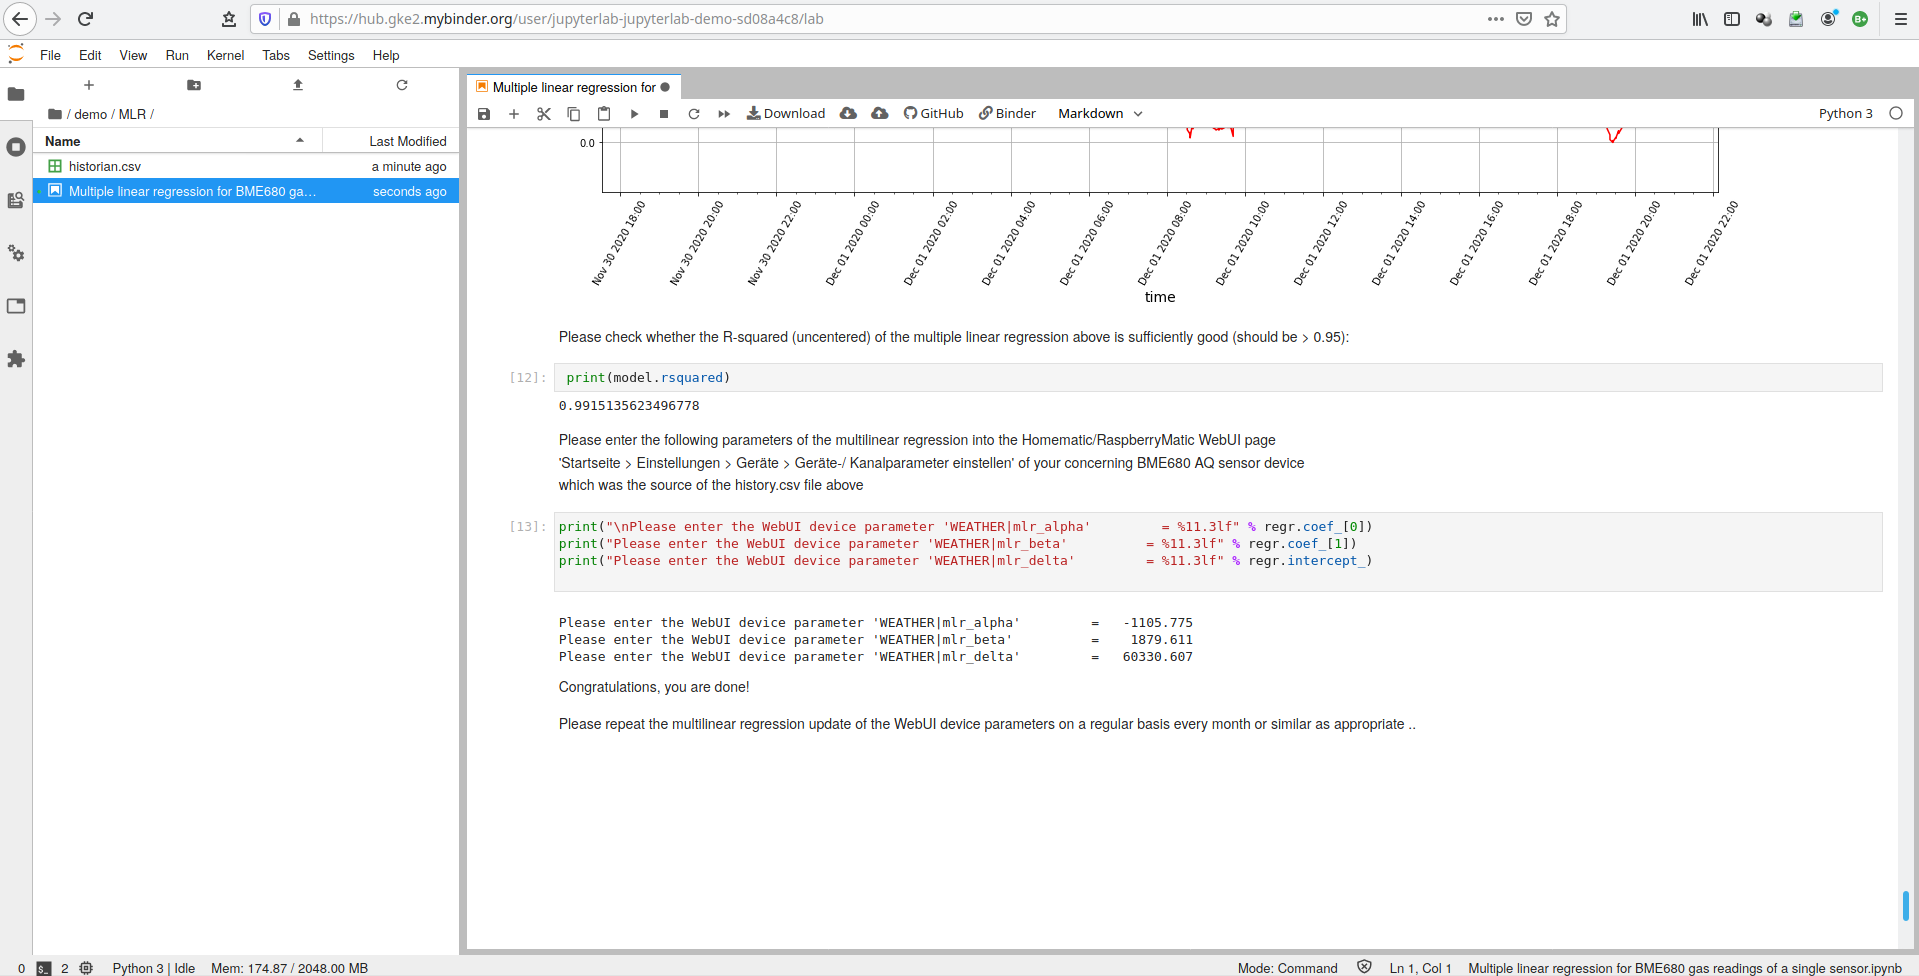 https://hub.gke2.mybinder.org/user/jupyterlab-jupyterlab-demo-sd08a4c8/lab
File Edit View Run Kernel Tabs Settings Help
/ demo / MLR /
Name Last Modified
historian.csv a minute ago
Multiple linear regression for BME680 ga… seconds ago
Multiple linear regression for
Download GitHub Binder Markdown Python 3
0.0
Nov 30 2020 18:00
Nov 30 2020 20:00
Nov 30 2020 22:00
Dec 01 2020 00:00
Dec 01 2020 02:00
Dec 01 2020 04:00
Dec 01 2020 06:00
Dec 01 2020 08:00
Dec 01 2020 10:00
Dec 01 2020 12:00
Dec 01 2020 14:00
Dec 01 2020 16:00
Dec 01 2020 18:00
Dec 01 2020 20:00
Dec 01 2020 22:00
time
Please check whether the R-squared (uncentered) of the multiple linear regression above is sufficiently good (should be > 0.95):
[12]: print(model.rsquared)
0.9915135623496778
Please enter the following parameters of the multilinear regression into the Homematic/RaspberryMatic WebUI page
'Startseite > Einstellungen > Geräte > Geräte-/ Kanalparameter einstellen' of your concerning BME680 AQ sensor device
which was the source of the history.csv file above
[13]: print("\nPlease enter the WebUI device parameter 'WEATHER|mlr_alpha' = %11.3lf" % regr.coef_[0])
print("Please enter the WebUI device parameter 'WEATHER|mlr_beta' = %11.3lf" % regr.coef_[1])
print("Please enter the WebUI device parameter 'WEATHER|mlr_delta' = %11.3lf" % regr.intercept_)
Please enter the WebUI device parameter 'WEATHER|mlr_alpha' = -1105.775
Please enter the WebUI device parameter 'WEATHER|mlr_beta' = 1879.611
Please enter the WebUI device parameter 'WEATHER|mlr_delta' = 60330.607
Congratulations, you are done!
Please repeat the multilinear regression update of the WebUI device parameters on a regular basis every month or similar as appropriate ..
0 $_ 2 Python 3 | Idle Mem: 174.87 / 2048.00 MB Mode: Command Ln 1, Col 1 Multiple linear regression for BME680 gas readings of a single sensor.ipynb